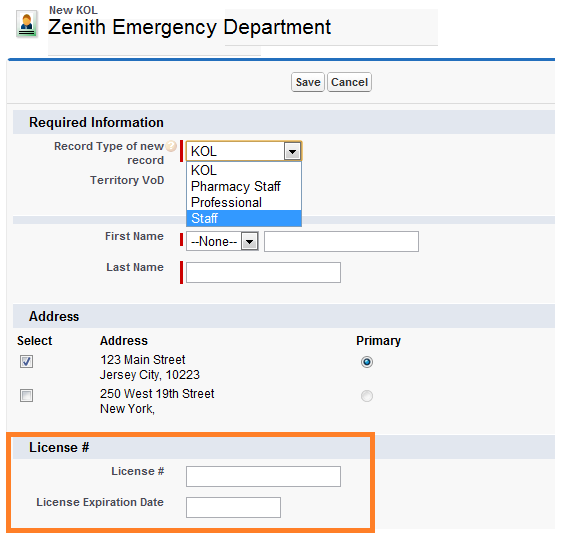 New KOL
Zenith Emergency Department
Save Cancel
Required Information
Record Type of new
record
KOL
KOL
Pharmacy Staff
Professional
Staff
Territory VoD
First Name --None--
Last Name
Address
Select Address Primary
123 Main Street
Jersey City, 10223
250 West 19th Street
New York,
License #
License #
License Expiration Date